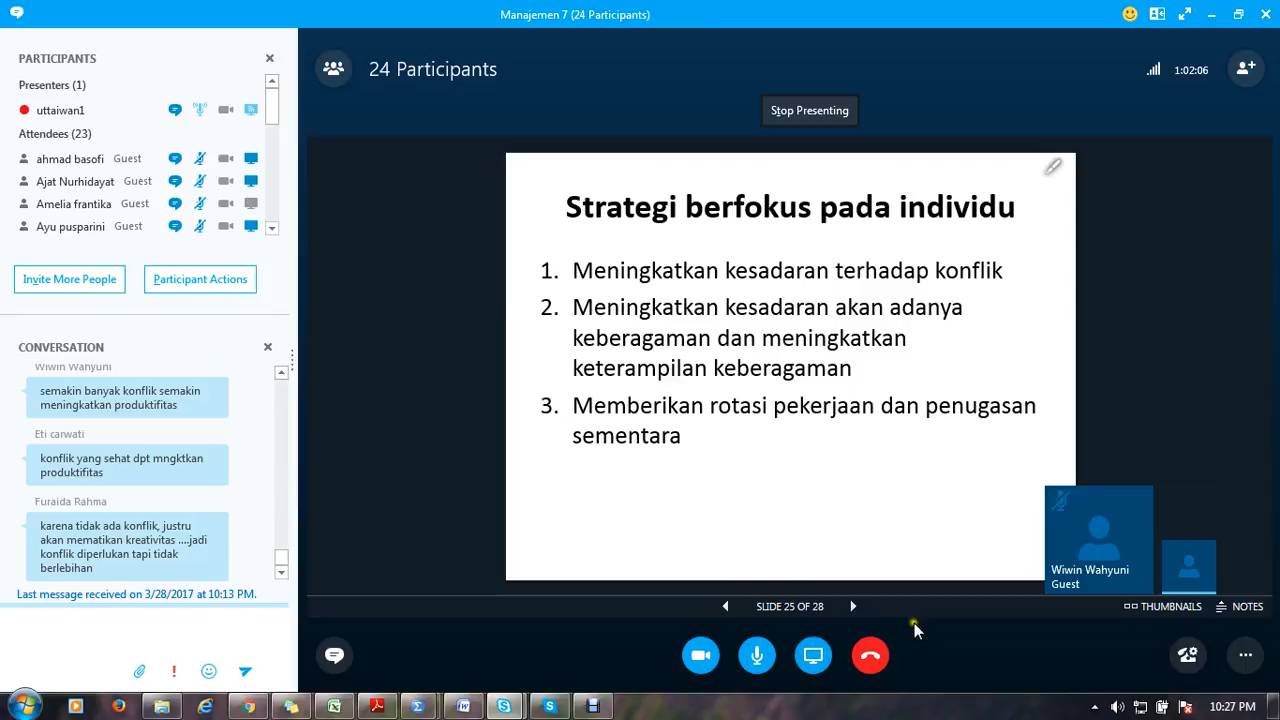 Manajemen 7 (24 Participants)
PARTICIPANTS
Presenters (1)
uttaiwan1
Attendees (23)
ahmad basofi Guest
Ajat Nurhidayat Guest
Amelia frantika Guest
Ayu pusparini Guest
Invite More People
Participant Actions
CONVERSATION
Wiwin Wahyuni
semakin banyak konflik semakin
meningkatkan produktifitas
Eti carwati
konflik yang sehat dpt mngktkan
produktifitas
Furaida Rahma
karena tidak ada konflik, justru
akan mematikan kreativitas ....jadi
konflik diperlukan tapi tidak
berlebihan
Last message received on 3/28/2017 at 10:13 PM.
24 Participants
1:02:06
Stop Presenting
Strategi berfokus pada individu
1. Meningkatkan kesadaran terhadap konflik
2. Meningkatkan kesadaran akan adanya
keberagaman dan meningkatkan
keterampilan keberagaman
3. Memberikan rotasi pekerjaan dan penugasan
sementara
Wiwin Wahyuni
Guest
SLIDE 25 OF 28
THUMBNAILS
NOTES
10:27 PM